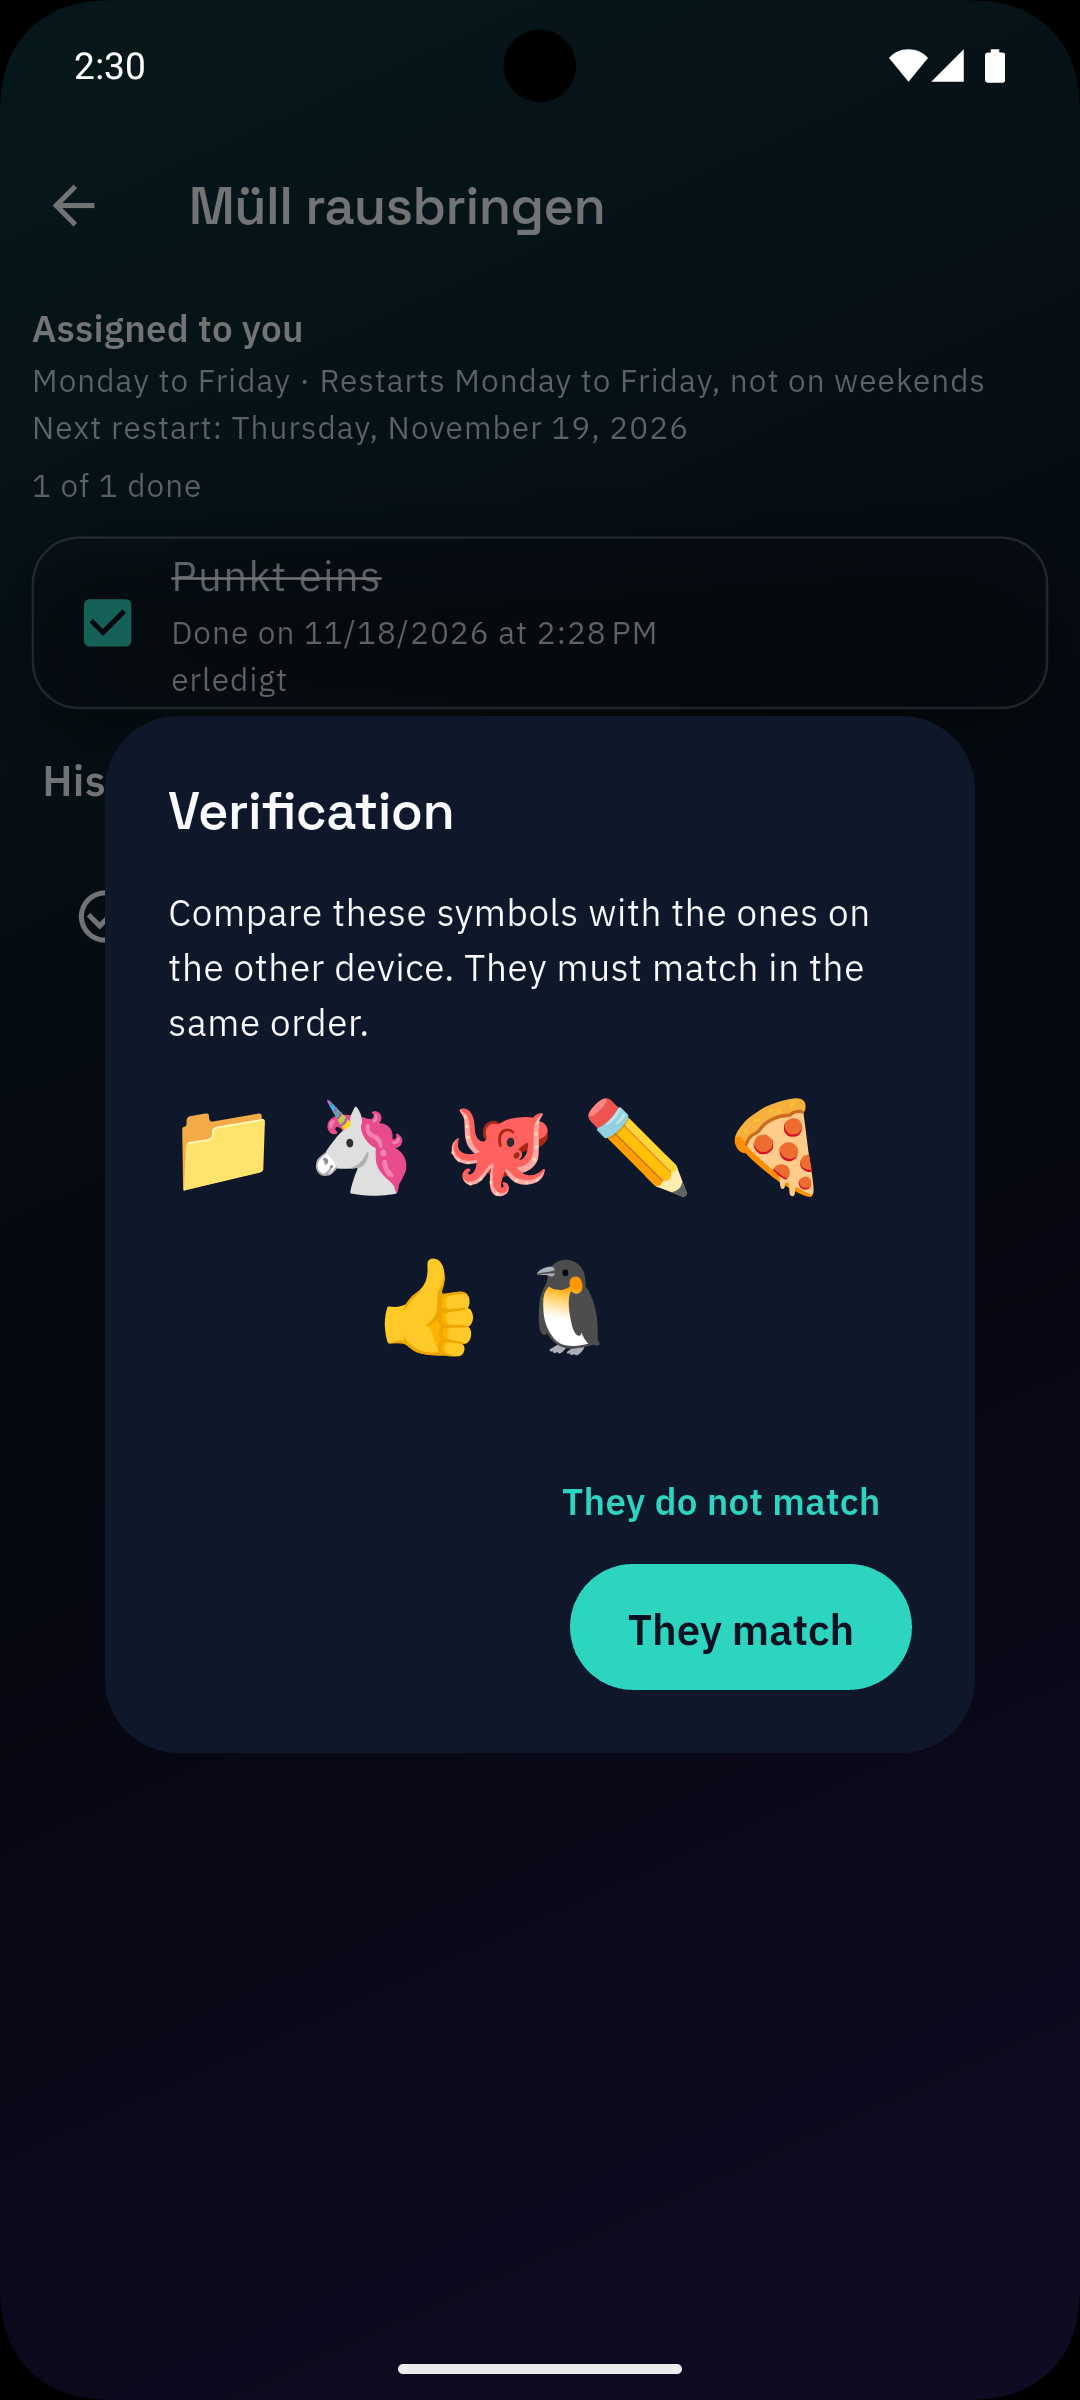 2:30
Müll rausbringen
Assigned to you
Monday to Friday · Restarts Monday to Friday, not on weekends
Next restart: Thursday, November 19, 2026
1 of 1 done
Punkt eins
Done on 11/18/2026 at 2:28 PM
erledigt
His
Verification
Compare these symbols with the ones on
the other device. They must match in the
same order.
They do not match
They match